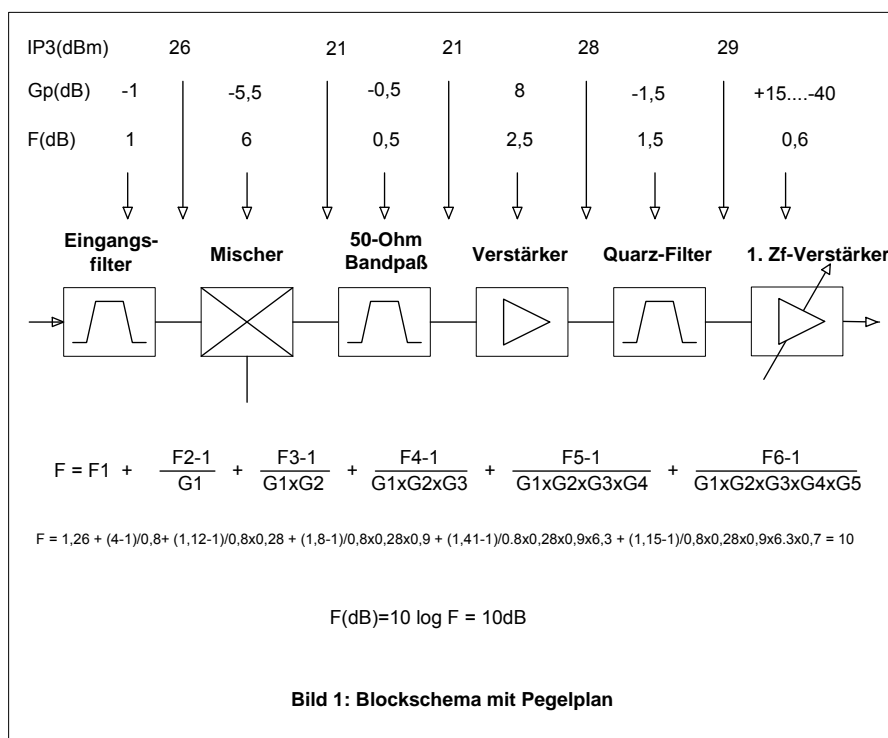 IP3(dBm) 26 21 21 28 29
Gp(dB) -1 -5,5 -0,5 8 -1,5 +15....-40
F(dB) 1 6 0,5 2,5 1,5 0,6
Eingangs-
filter
Mischer
50-Ohm
Bandpaß
Verstärker
Quarz-Filter
1. Zf-Verstärker
F = F1 + F2-1 + F3-1 + F4-1 + F5-1 + F6-1
G1 G1xG2 G1xG2xG3 G1xG2xG3xG4 G1xG2xG3xG4xG5
F = 1,26 + (4-1)/0,8+ (1,12-1)/0,8x0,28 + (1,8-1)/0,8x0,28x0,9 + (1,41-1)/0.8x0,28x0,9x6,3 + (1,15-1)/0,8x0,28x0,9x6.3x0,7 = 10
F(dB)=10 log F = 10dB
Bild 1: Blockschema mit Pegelplan